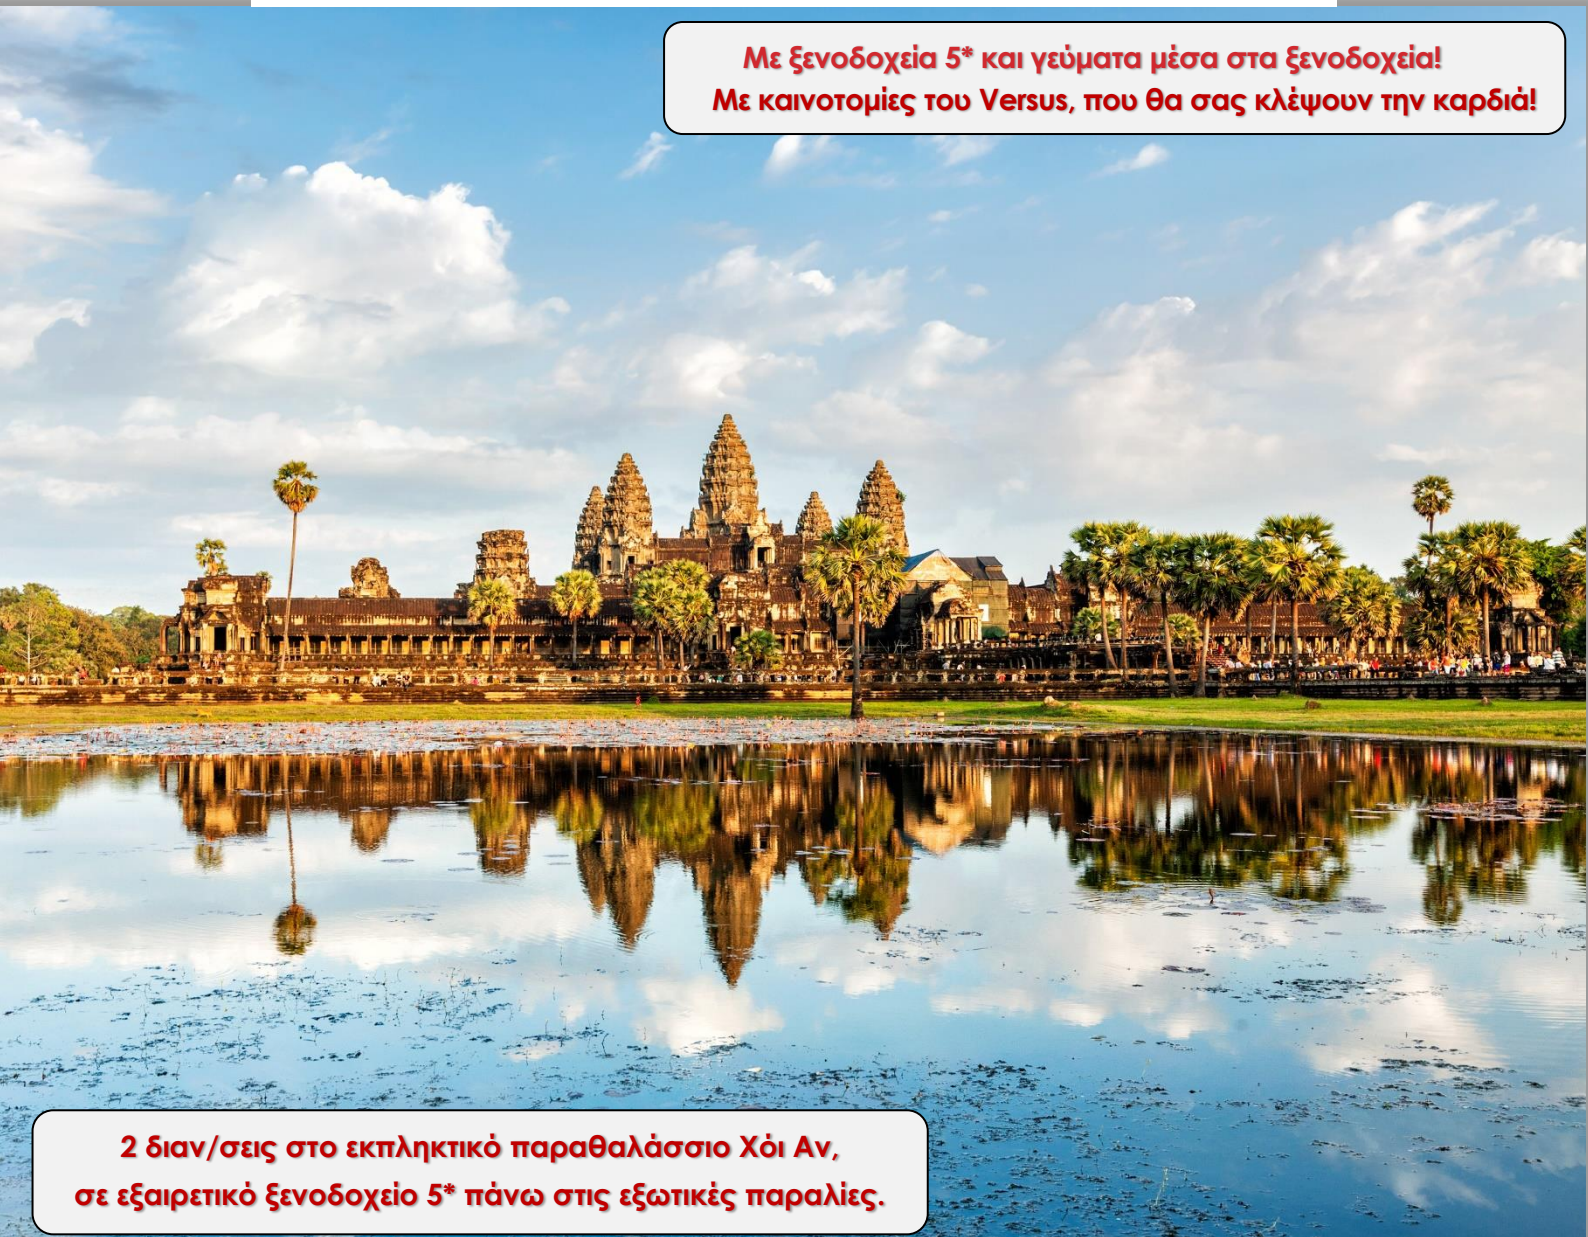 Με ξενοδοχεία 5* και γεύματα μέσα στα ξενοδοχεία!
Με καινοτομίες του Versus, που θα σας κλέψουν την καρδιά!
2 διαν/σεις στο εκπληκτικό παραθαλάσσιο Χόι Αν,
σε εξαιρετικό ξενοδοχείο 5* πάνω στις εξωτικές παραλίες.